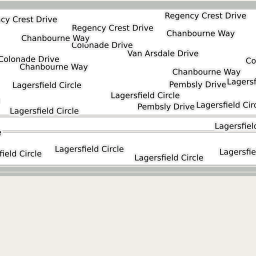 Regency Crest Drive
cy Crest Drive
Regency Crest Drive
Chanbourne Way
Chanbourne Way
Colonade Drive
Van Arsdale Drive
Colonade Drive
Co
Chanbourne Way
Chanbourne Way
Lagersfield Circle
Pembsly Drive
Lagersf
Lagersfield Circle
Pembsly Drive
Lagersfield Circ
Lagersfield Circle
Lagersfield
e
Lagersfield Circle
field Circle
Lagersfie
Lagersfield Circle